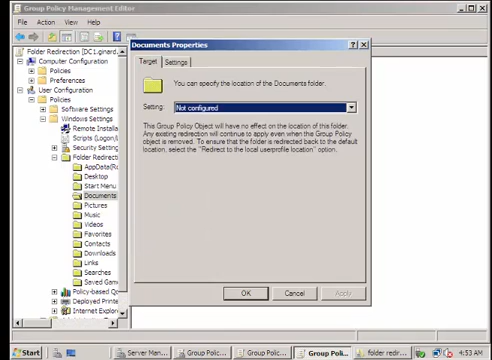 Group Policy Management Editor
File Action View Help
Folder Redirection [DC1.ginard
Computer Configuration
Policies
Preferences
User Configuration
Policies
Software Settings
Windows Settings
Remote Installa
Scripts (Logon/L
Security Setting
Folder Redirecti
AppData(Ro
Desktop
Start Menu
Documents
Pictures
Music
Videos
Favorites
Contacts
Downloads
Links
Searches
Saved Game
Policy-based Qo
Deployed Printe
Internet Explore
Documents Properties
Target Settings
You can specify the location of the Documents folder.
Setting: Not configured
This Group Policy Object will have no effect on the location of this folder.
Any existing redirection will continue to apply even when this Group Policy
object is removed. To ensure that the folder is redirected back to the default
location, select the "Redirect to the local userprofile location" option.
OK Cancel Apply
Start Server Man... Group Polic... Group Polic... Group Poli... folder redir... 4:53 AM